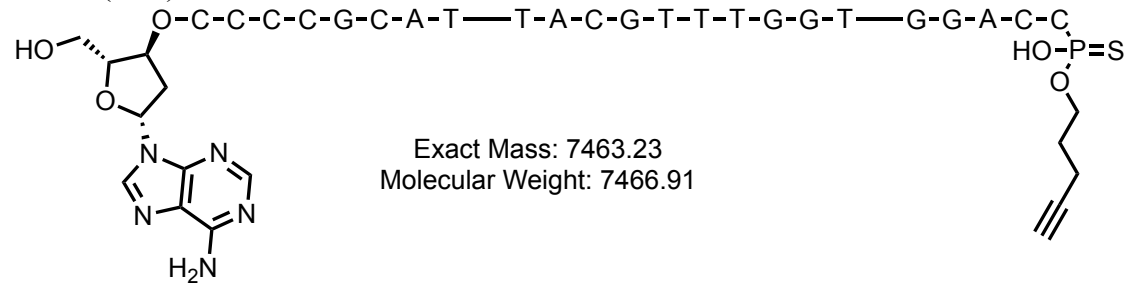 O-C-C-C-C-G-C-A-T-T-A-C-G-T-T-T-G-G-T-G-G-A-C-C
HO
HO-P=S
O
O
N
N
N
N
H2N
Exact Mass: 7463.23
Molecular Weight: 7466.91